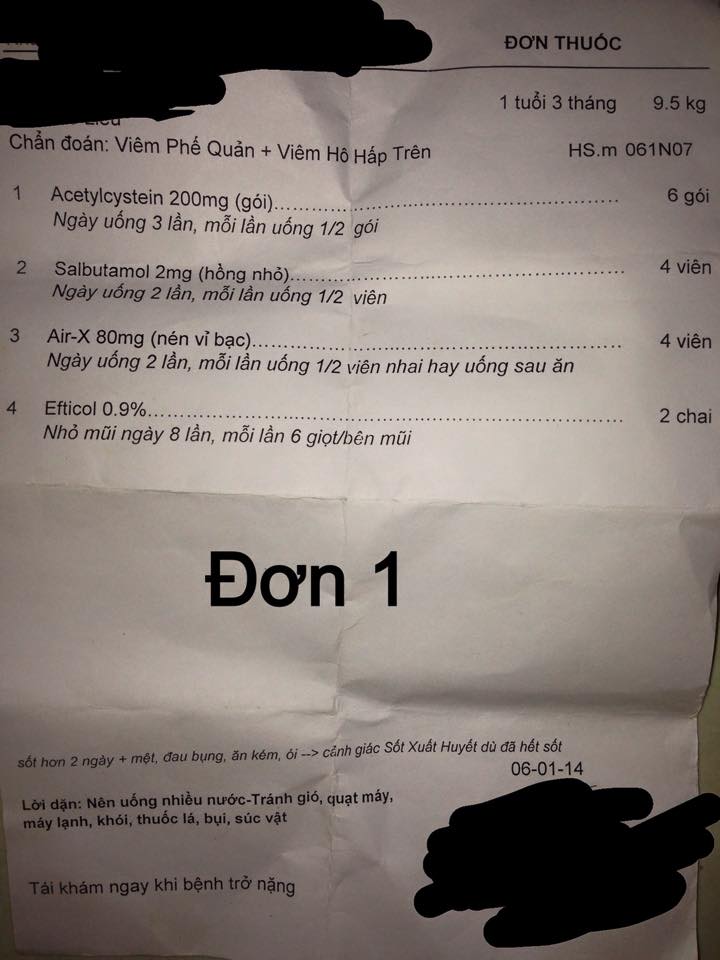 ĐƠN THUỐC
1 tuổi 3 tháng 9.5 kg
Chẩn đoán: Viêm Phế Quản + Viêm Hô Hấp Trên HS.m 061N07
1 Acetylcystein 200mg (gói)........................................................ 6 gói
Ngày uống 3 lần, mỗi lần uống 1/2 gói
2 Salbutamol 2mg (hồng nhỏ)........................................................ 4 viên
Ngày uống 2 lần, mỗi lần uống 1/2 viên
3 Air-X 80mg (nén vỉ bạc)........................................................ 4 viên
Ngày uống 2 lần, mỗi lần uống 1/2 viên nhai hay uống sau ăn
4 Efticol 0.9%........................................................ 2 chai
Nhỏ mũi ngày 8 lần, mỗi lần 6 giọt/bên mũi
Đơn 1
sốt hơn 2 ngày + mệt, đau bụng, ăn kém, ói --> cảnh giác Sốt Xuất Huyết dù đã hết sốt
06-01-14
Lời dặn: Nên uống nhiều nước-Tránh gió, quạt máy,
máy lạnh, khói, thuốc lá, bụi, súc vật
Tái khám ngay khi bệnh trở nặng